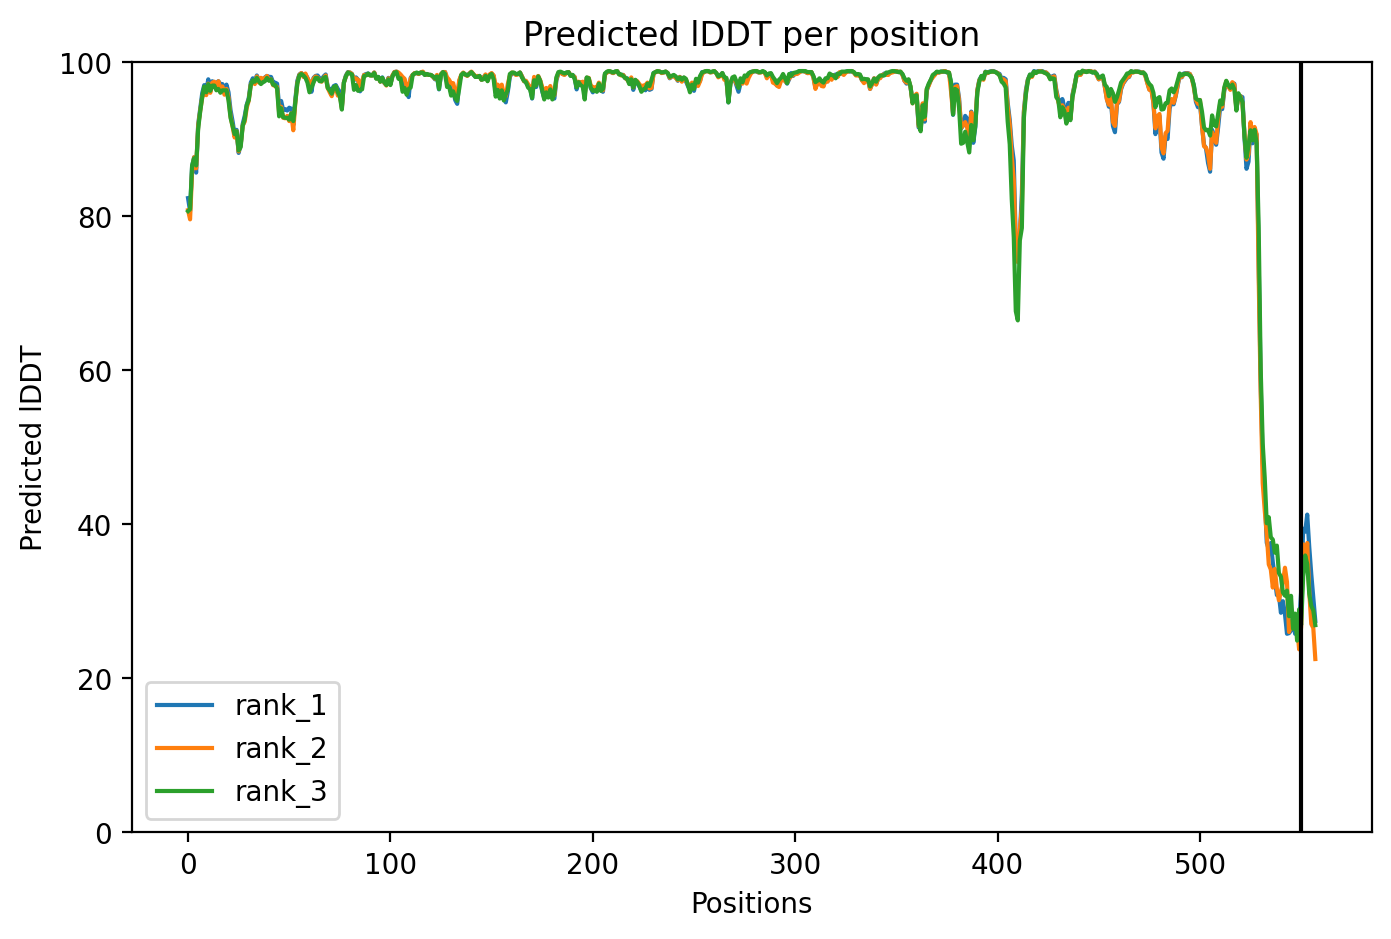 Predicted lDDT per position
Predicted lDDT
100
80
60
40
20
0
rank_1
rank_2
rank_3
0 100 200 300 400 500
Positions